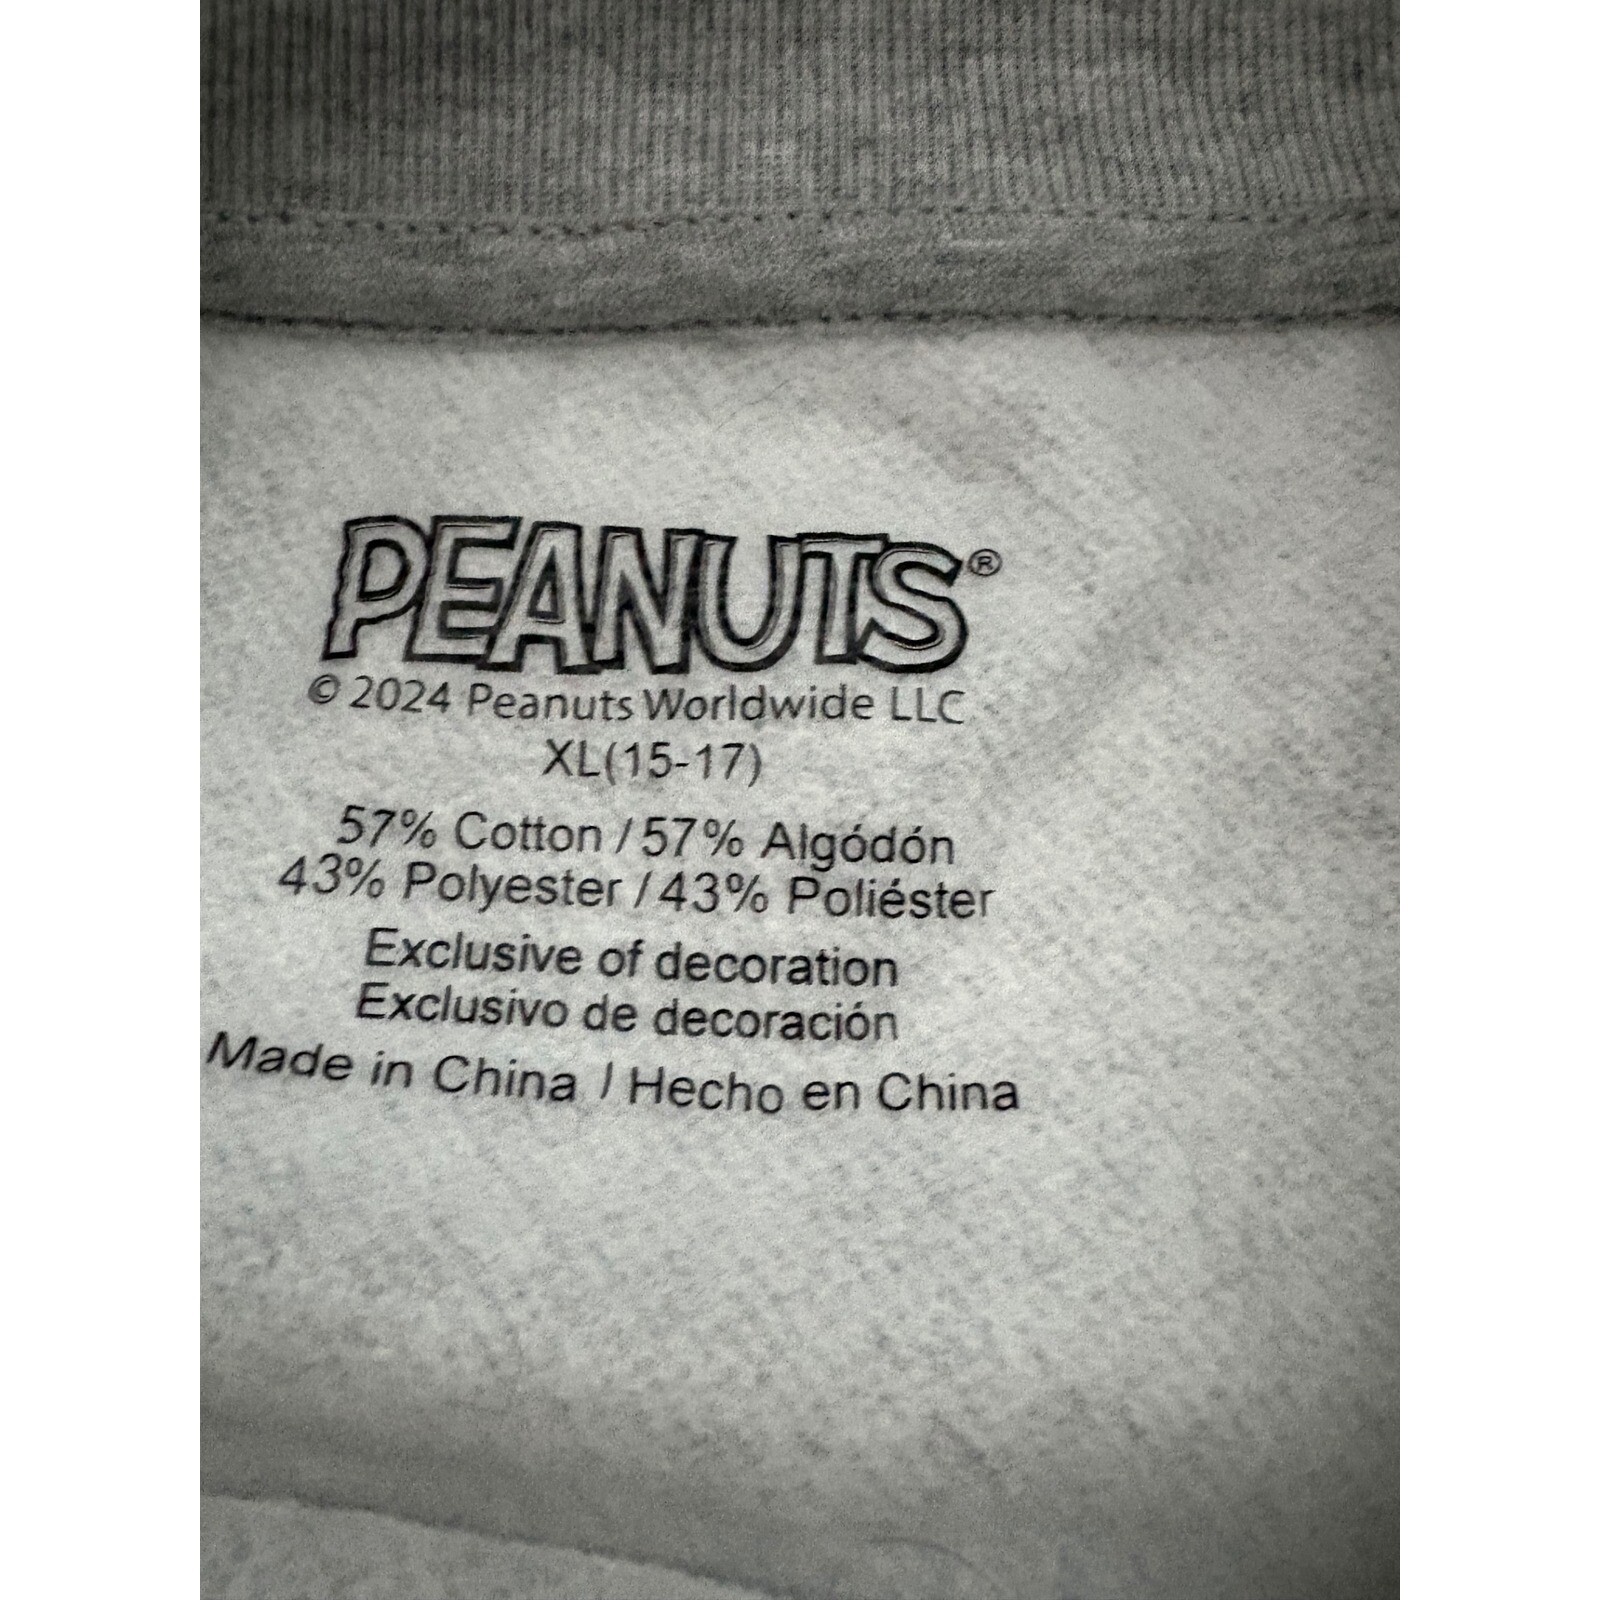 PEANUTS®
© 2024 Peanuts Worldwide LLC
XL(15-17)
57% Cotton / 57% Algódón
43% Polyester / 43% Poliéster
Exclusive of decoration
Exclusivo de decoración
Made in China / Hecho en China